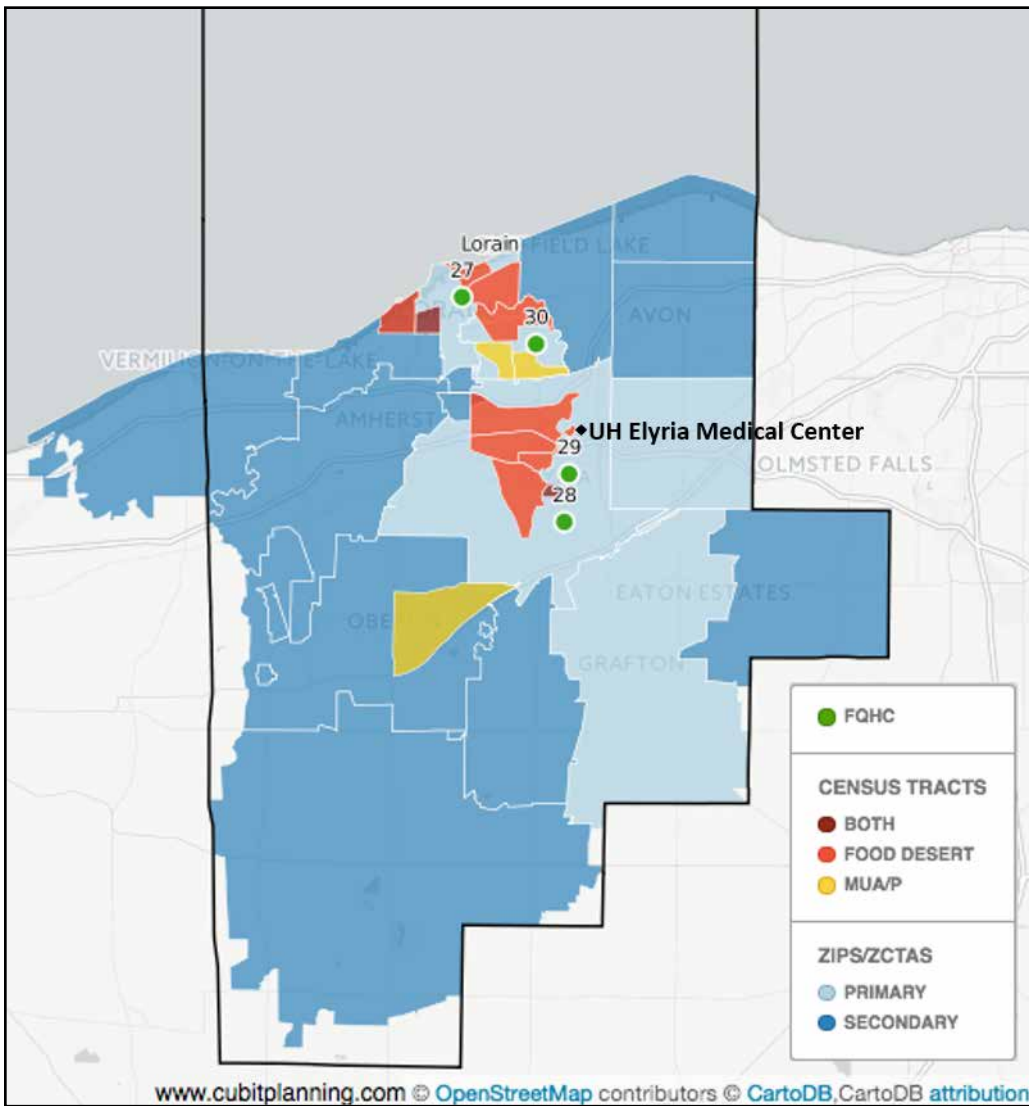 Lorain
FIELD LAKE
27
30
AVON
VERMILION-ON-THE-LAKE
AMHERST
UH Elyria Medical Center
29
OLMSTED FALLS
28
EATON ESTATES
GRAFTON
FQHC
CENSUS TRACTS
BOTH
FOOD DESERT
MUA/P
ZIPS/ZCTAS
PRIMARY
SECONDARY
www.cubitplanning.com © OpenStreetMap contributors © CartoDB,CartoDB attribution